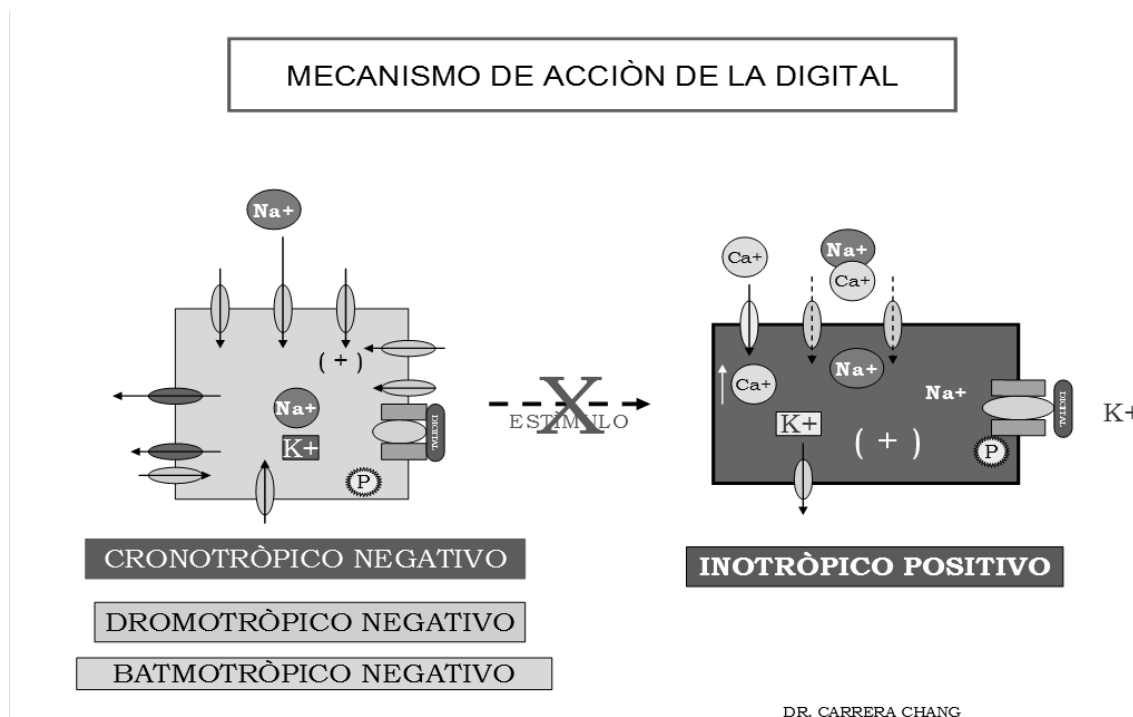 MECANISMO DE ACCIÒN DE LA DIGITAL
Na+
( + )
Na+
K+
P
DIGITAL
X
ESTÌMULO
Ca+
Na+
Ca+
Ca+
Na+
Na+
K+
( + )
P
DIGITAL
K+
CRONOTRÒPICO NEGATIVO
DROMOTRÒPICO NEGATIVO
BATMOTRÒPICO NEGATIVO
INOTRÒPICO POSITIVO
DR. CARRERA CHANG